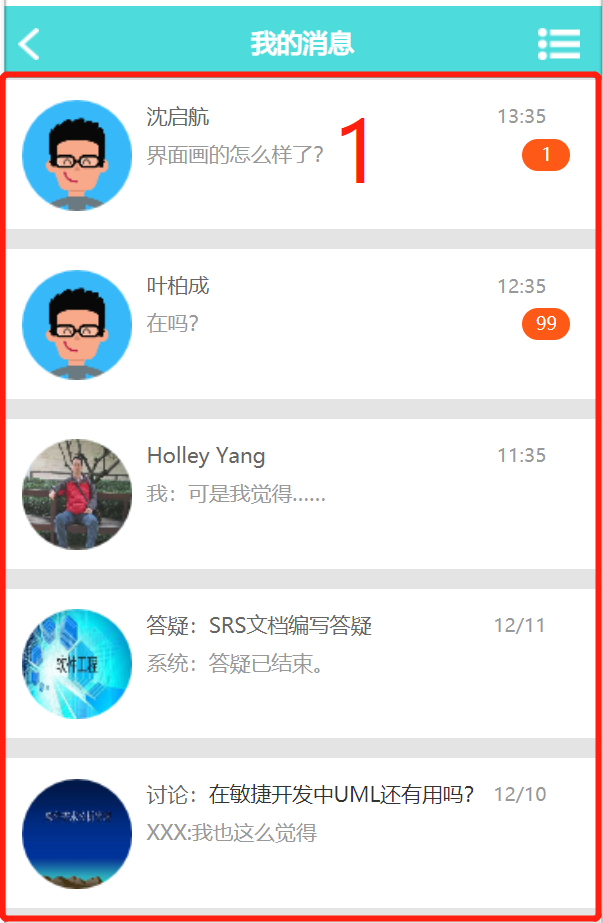 我的消息
沈启航 13:35
界面画的怎么样了？ 1
1
叶柏成 12:35
在吗？ 99
Holley Yang 11:35
我：可是我觉得......
答疑：SRS文档编写答疑 12/11
系统：答疑已结束。
软件工程
讨论：在敏捷开发中UML还有用吗？ 12/10
XXX:我也这么觉得